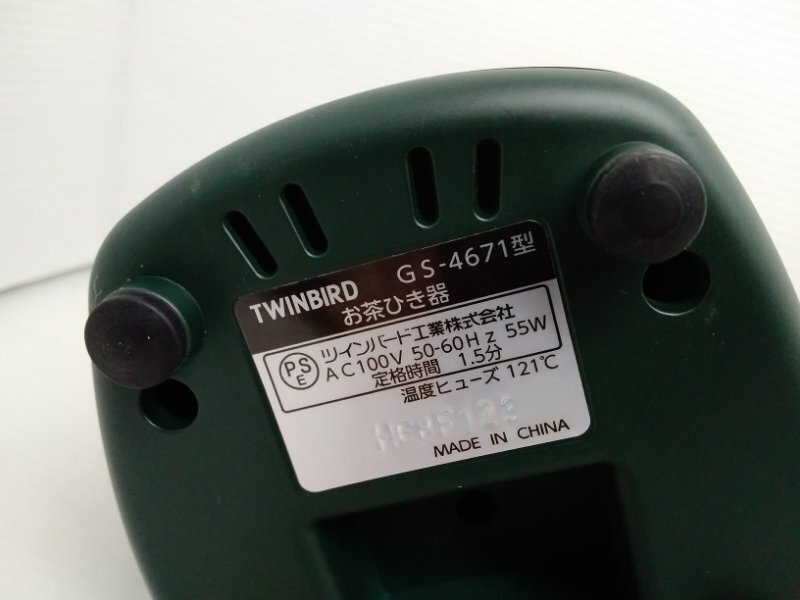 TWINBIRD GS-4671型
お茶ひき器
PSE ツインバード工業株式会社
AC100V 50-60Hz 55W
定格時間 1.5分
温度ヒューズ 121℃
MADE IN CHINA